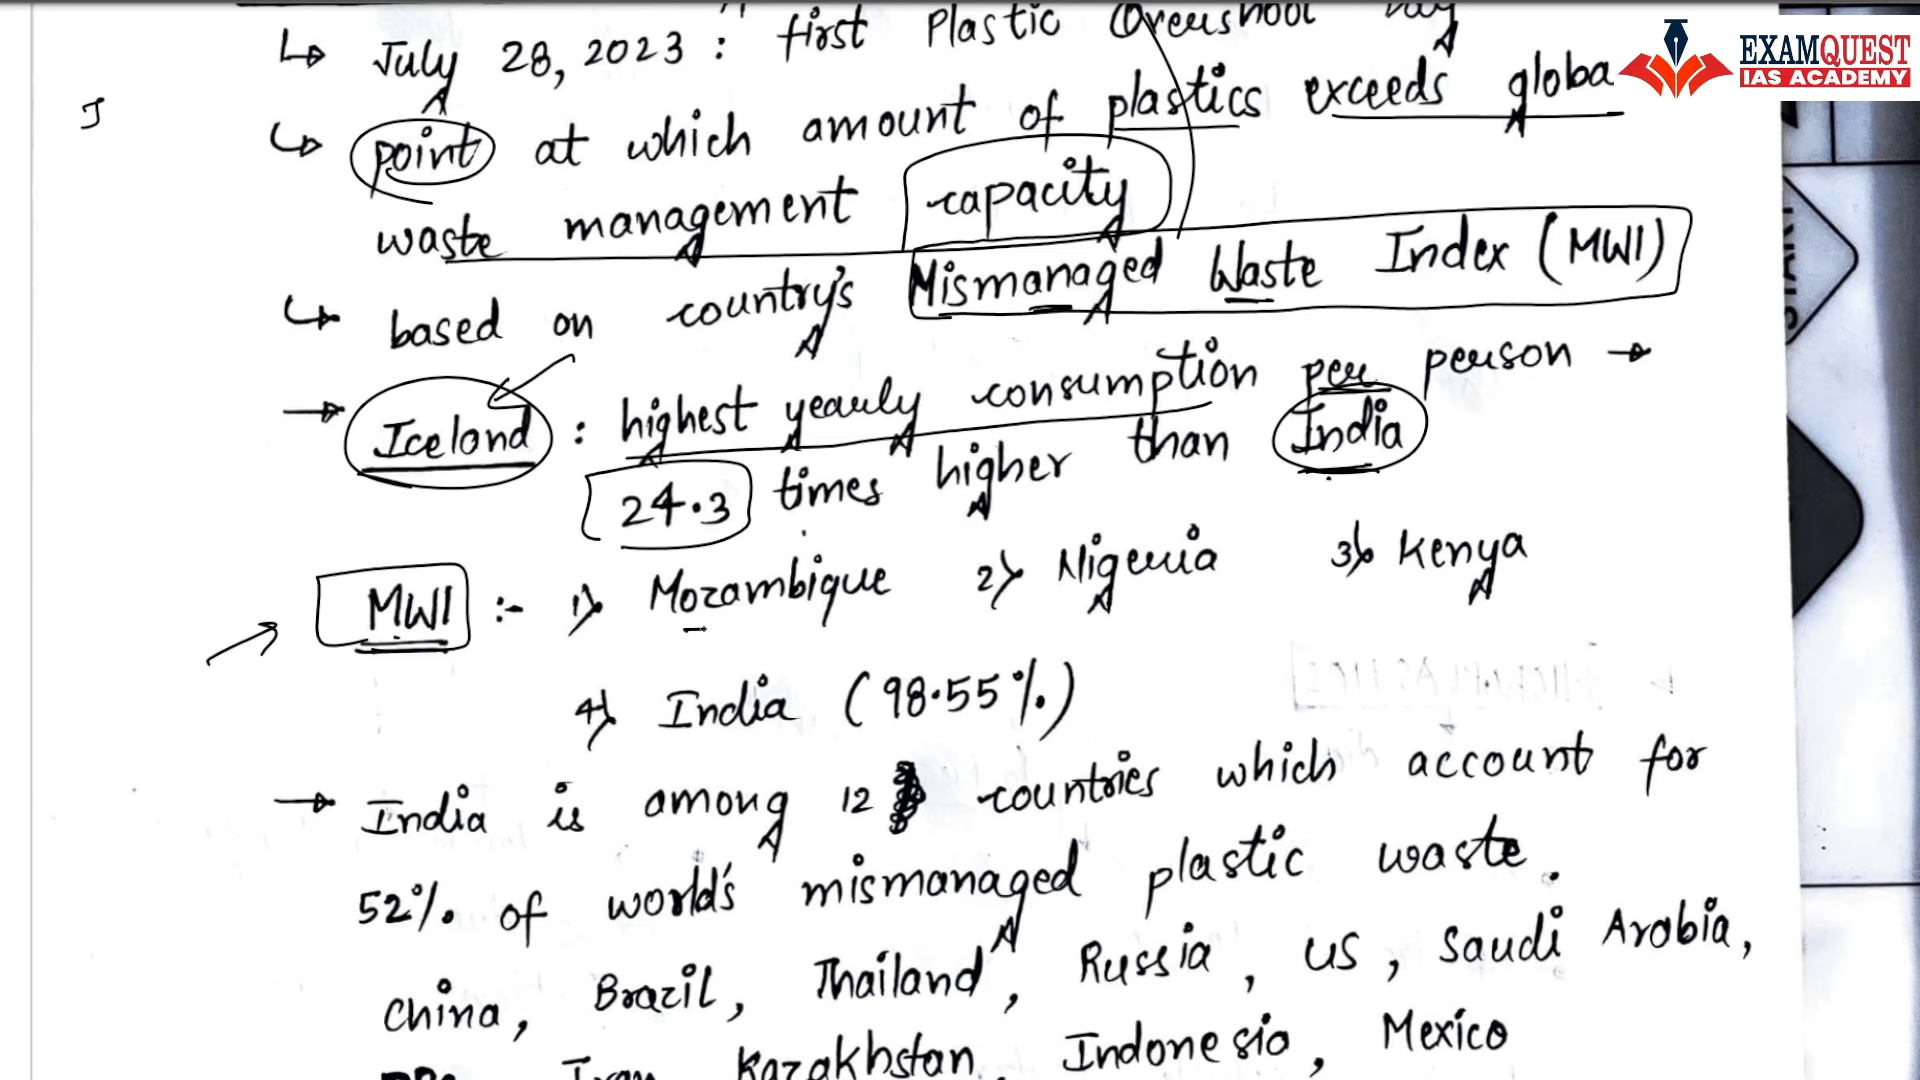 ↳ July 28, 2023 : first Plastic Overshoot Day
↳ point at which amount of plastics exceeds globa
waste management capacity
↳ based on country's Mismanaged Waste Index (MWI)
→ Iceland : highest yearly consumption per person →
24.3 times higher than India
MWI :- 1) Mozambique 2) Nigeria 3) Kenya
4) India (98.55%)
→ India is among 12 countries which account for
52% of world's mismanaged plastic waste.
China, Brazil, Thailand, Russia, US, Saudi Arabia,
Iran Kazakhstan, Indonesia, Mexico
EXAMQUEST
IAS ACADEMY
START